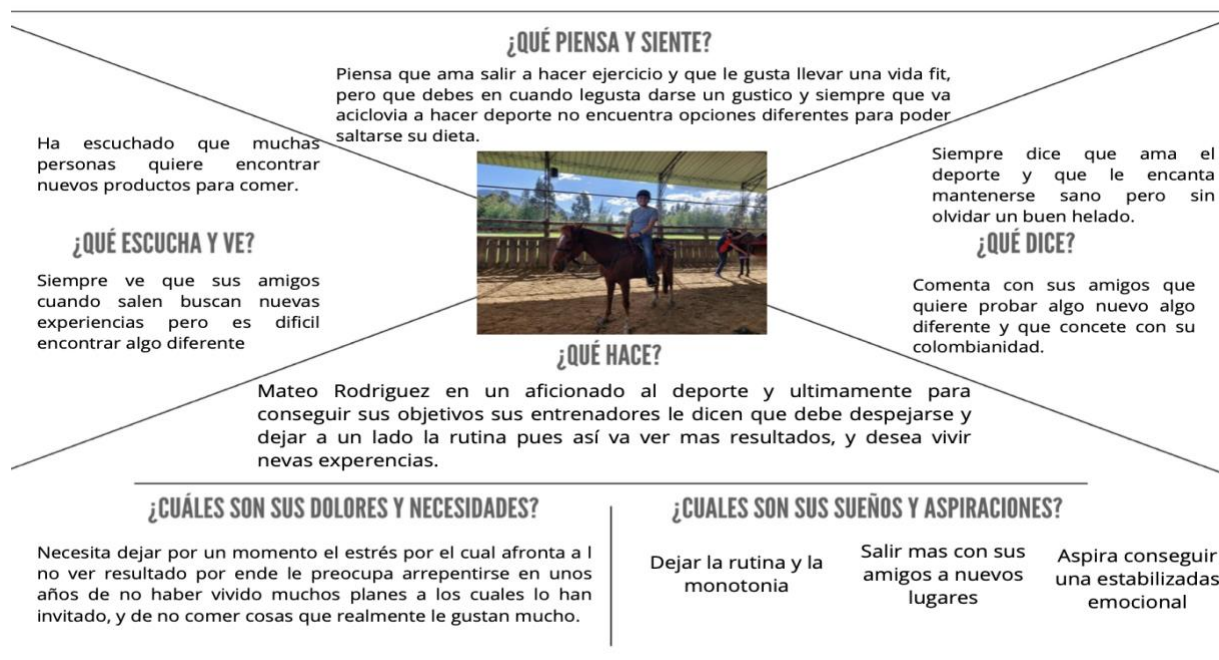 ¿QUÉ PIENSA Y SIENTE?
Piensa que ama salir a hacer ejercicio y que le gusta llevar una vida fit,
pero que debes en cuando legusta darse un gustico y siempre que va
aciclovia a hacer deporte no encuentra opciones diferentes para poder
saltarse su dieta.
Ha escuchado que muchas
personas quiere encontrar
nuevos productos para comer.
¿QUÉ ESCUCHA Y VE?
Siempre ve que sus amigos
cuando salen buscan nuevas
experiencias pero es dificil
encontrar algo diferente
Siempre dice que ama el
deporte y que le encanta
mantenerse sano pero sin
olvidar un buen helado.
¿QUÉ DICE?
Comenta con sus amigos que
quiere probar algo nuevo algo
diferente y que concete con su
colombianidad.
¿QUÉ HACE?
Mateo Rodriguez en un aficionado al deporte y ultimamente para
conseguir sus objetivos sus entrenadores le dicen que debe despejarse y
dejar a un lado la rutina pues así va ver mas resultados, y desea vivir
nevas experencias.
¿CUÁLES SON SUS DOLORES Y NECESIDADES?
Necesita dejar por un momento el estrés por el cual afronta a l
no ver resultado por ende le preocupa arrepentirse en unos
años de no haber vivido muchos planes a los cuales lo han
invitado, y de no comer cosas que realmente le gustan mucho.
¿CUALES SON SUS SUEÑOS Y ASPIRACIONES?
Dejar la rutina y la
monotonia
Salir mas con sus
amigos a nuevos
lugares
Aspira conseguir
una estabilizadas
emocional